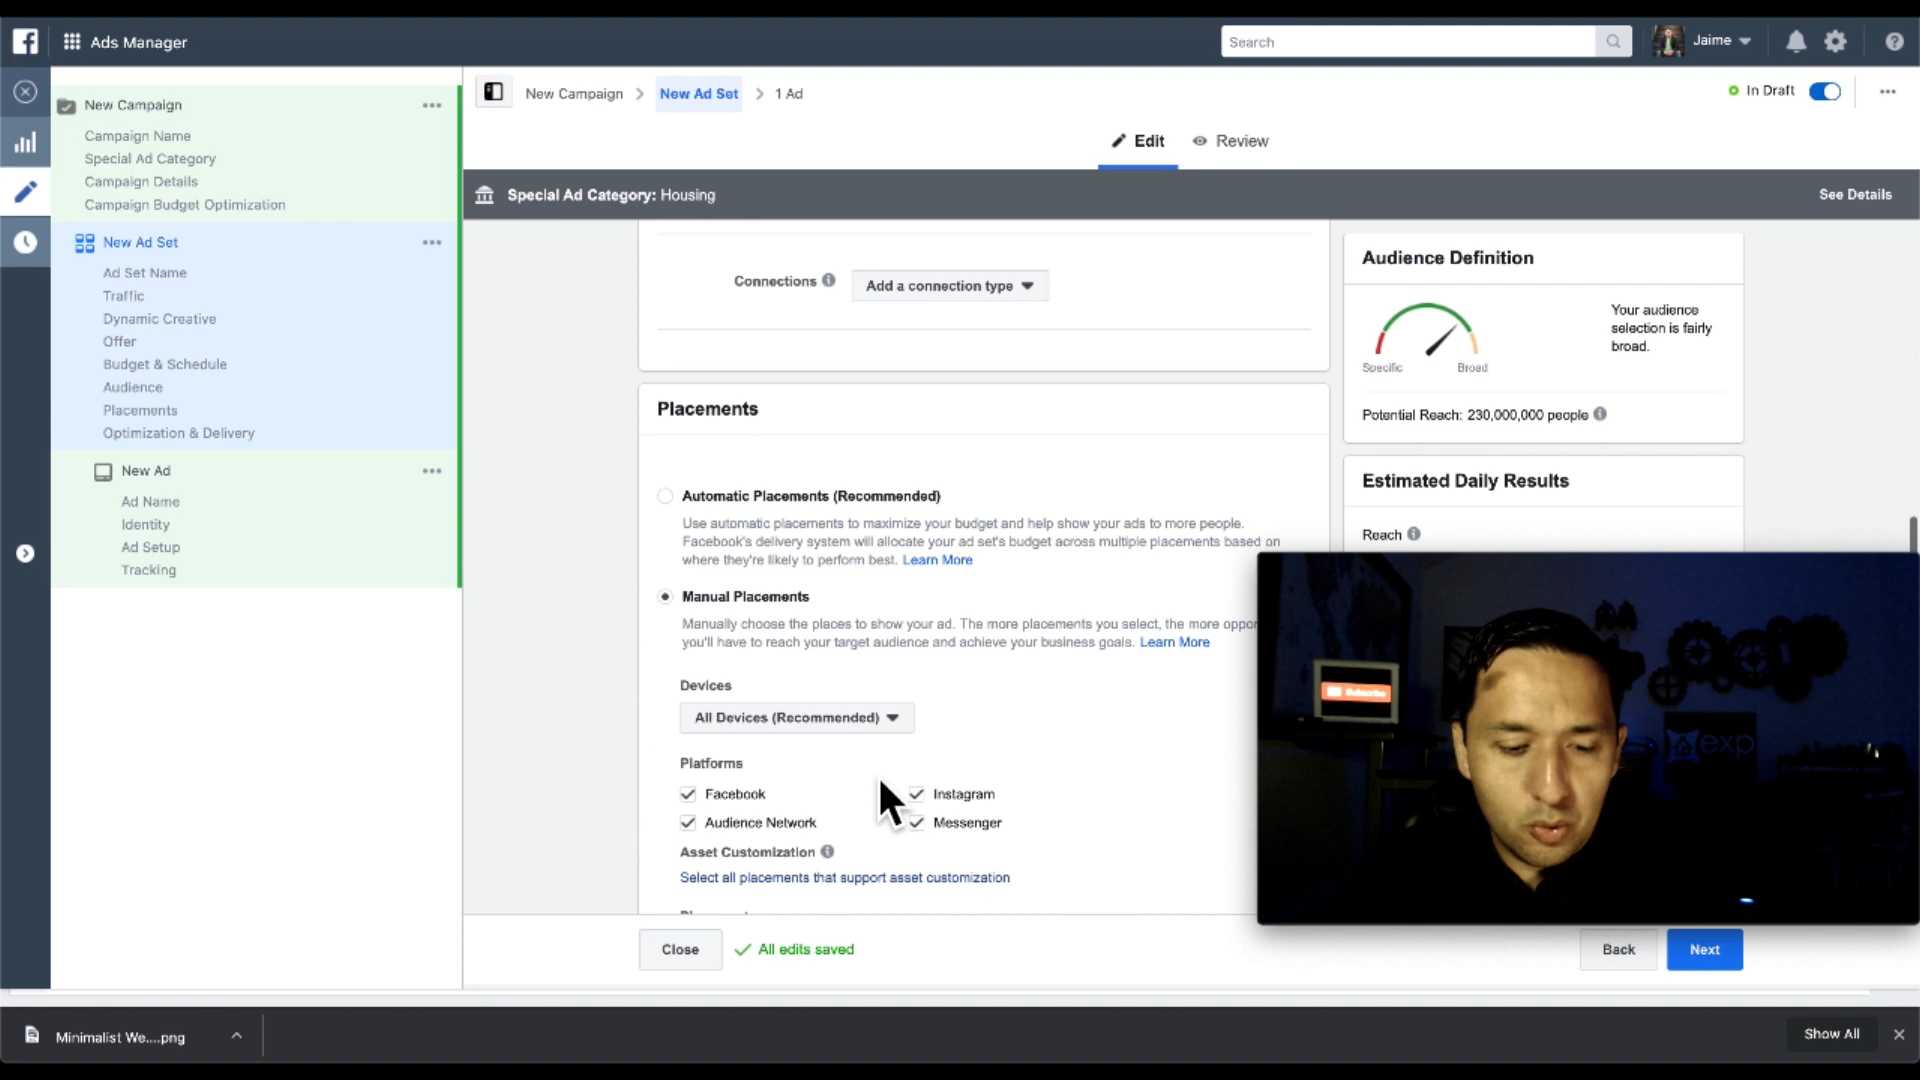 Ads Manager
Search
Jaime
New Campaign
Campaign Name
Special Ad Category
Campaign Details
Campaign Budget Optimization
New Ad Set
Ad Set Name
Traffic
Dynamic Creative
Offer
Budget & Schedule
Audience
Placements
Optimization & Delivery
New Ad
Ad Name
Identity
Ad Setup
Tracking
New Campaign > New Ad Set > 1 Ad
In Draft
Edit
Review
Special Ad Category: Housing
See Details
Connections
Add a connection type
Placements
Automatic Placements (Recommended)
Use automatic placements to maximize your budget and help show your ads to more people.
Facebook's delivery system will allocate your ad set's budget across multiple placements based on
where they're likely to perform best. Learn More
Manual Placements
Manually choose the places to show your ad. The more placements you select, the more oppor
you'll have to reach your target audience and achieve your business goals. Learn More
Devices
All Devices (Recommended)
Platforms
Facebook
Instagram
Audience Network
Messenger
Asset Customization
Select all placements that support asset customization
Audience Definition
Specific
Broad
Your audience
selection is fairly
broad.
Potential Reach: 230,000,000 people
Estimated Daily Results
Reach
Subscribe
exp
Close
All edits saved
Back
Next
Minimalist We....png
Show All